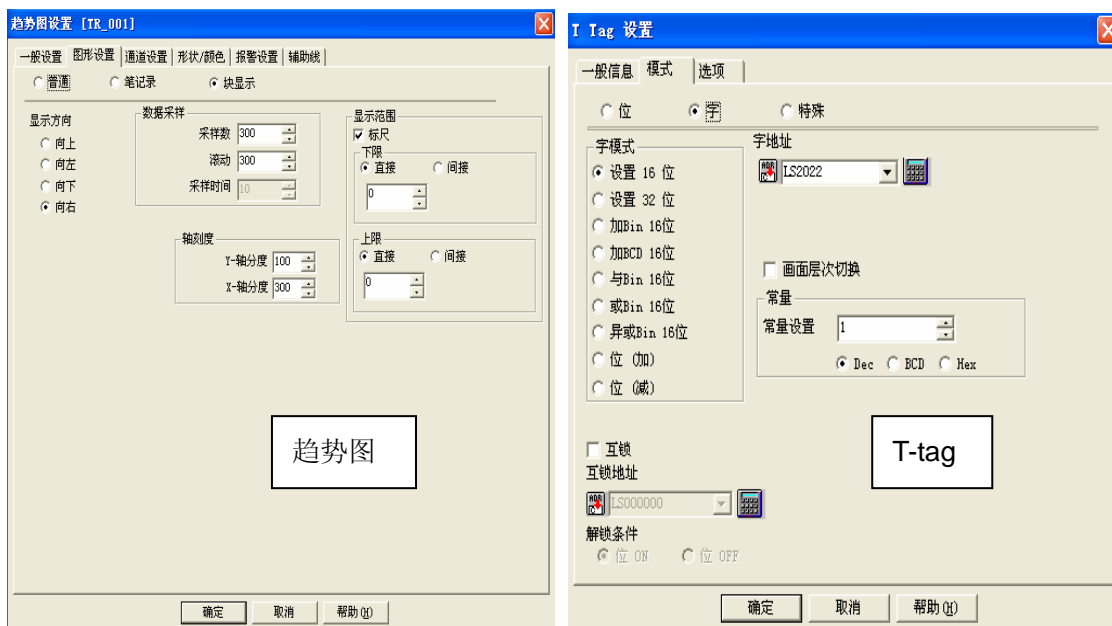 趋势图设置 [TR_001]
一般设置 图形设置 通道设置 形状/颜色 报警设置 辅助线
普通 笔记录 块显示
显示方向
向上
向左
向下
向右
数据采样
采样数 300
滚动 300
采样时间 10
轴刻度
Y-轴分度 100
X-轴分度 300
显示范围
标尺
下限
直接 间接
0
上限
直接 间接
0
趋势图
确定 取消 帮助(H)
T Tag 设置
一般信息 模式 选项
位 字 特殊
字模式
设置 16 位
设置 32 位
加Bin 16位
加BCD 16位
与Bin 16位
或Bin 16位
异或Bin 16位
位 (加)
位 (减)
字地址
LS2022
画面层次切换
常量
常量设置 1
Dec BCD Hex
互锁
互锁地址
LS000000
解锁条件
位 ON 位 OFF
T-tag
确定 取消 帮助(H)